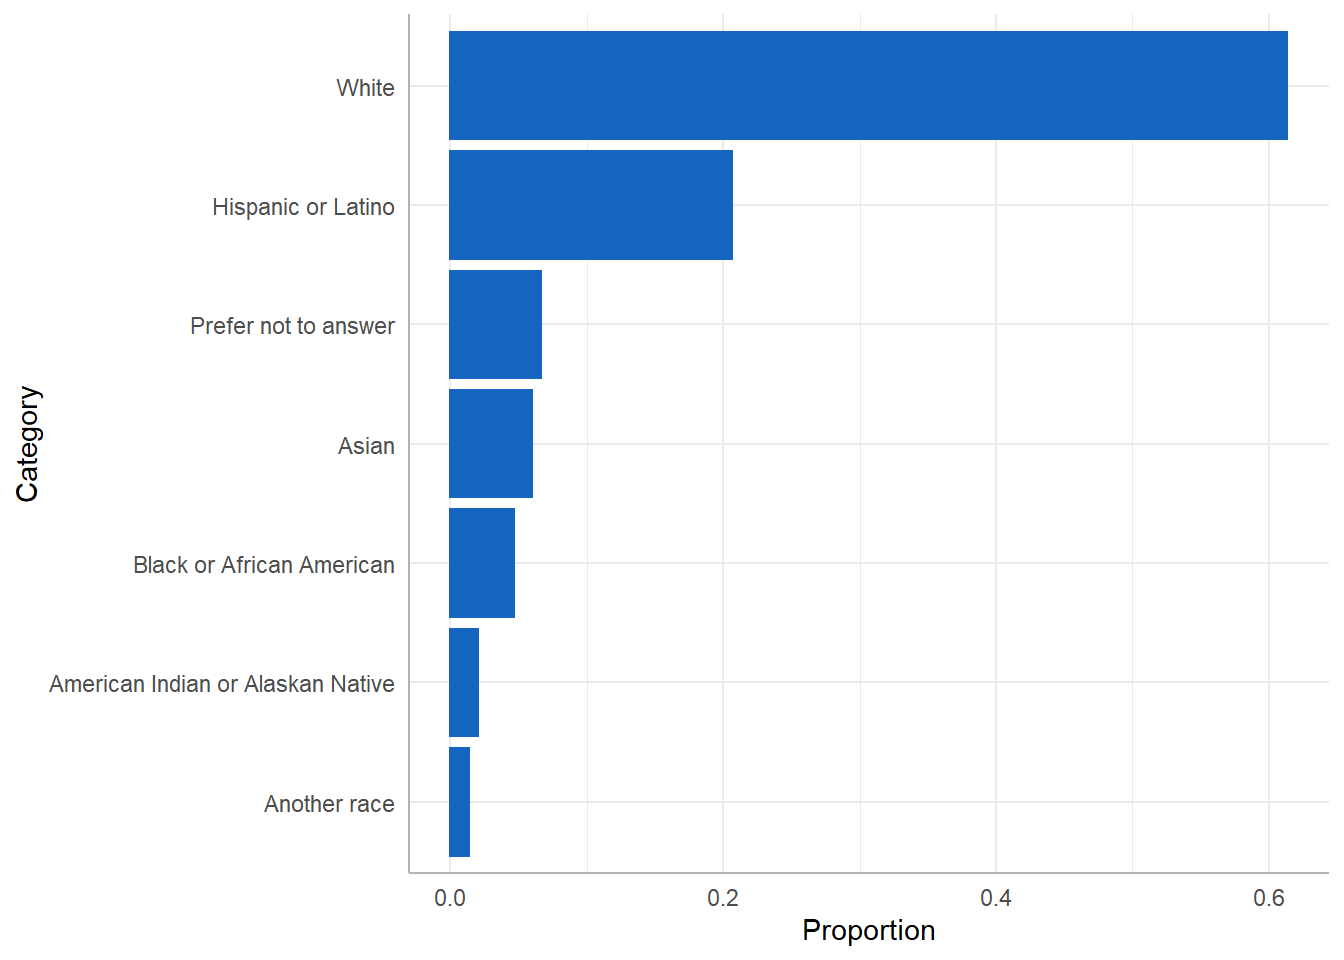 White
Hispanic or Latino
Prefer not to answer
Asian
Black or African American
American Indian or Alaskan Native
Another race
Category
0.0 0.2 0.4 0.6
Proportion